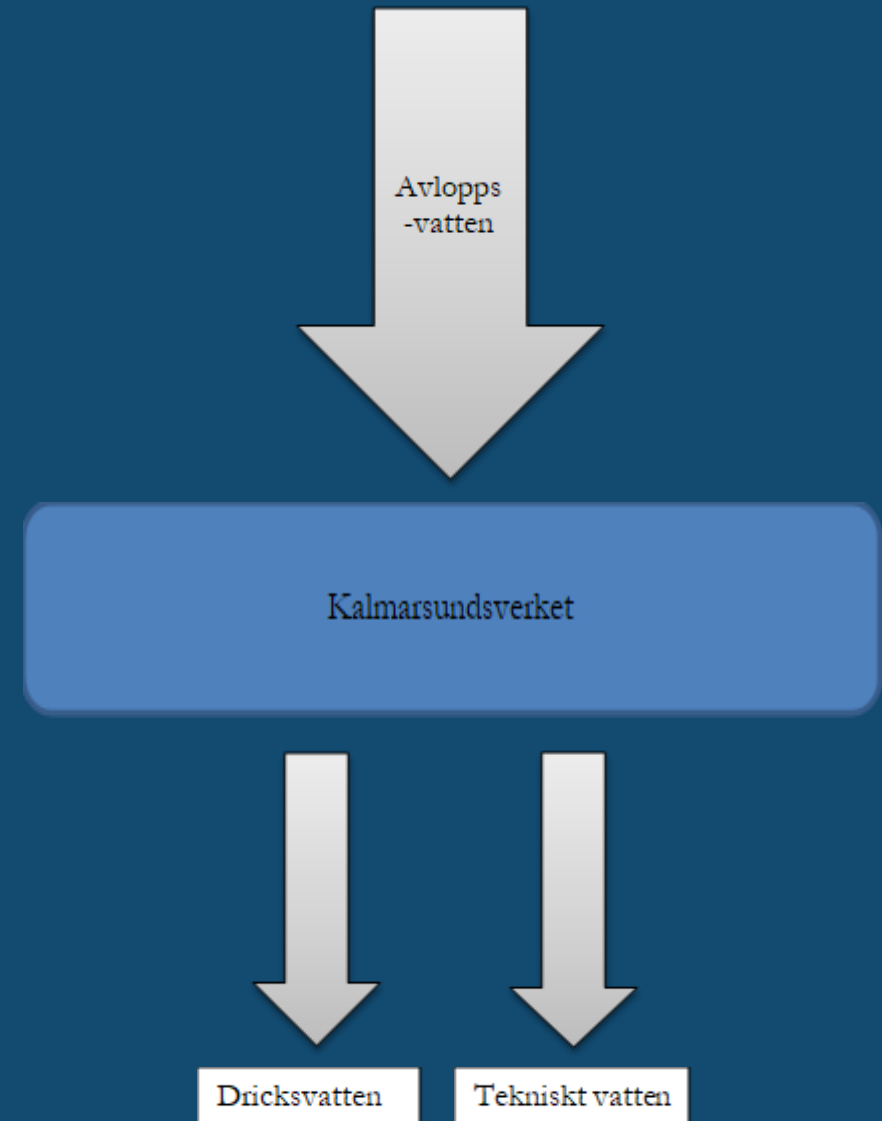 Avlopps
-vatten
Kalmarsundsverket
Dricksvatten
Tekniskt vatten